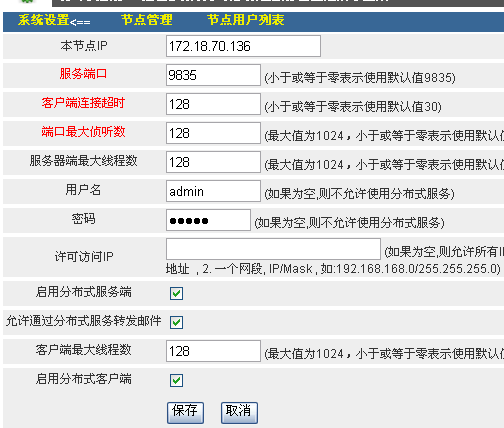 系统设置<== 节点管理 节点用户列表
本节点IP 172.18.70.136
服务端口 9835 (小于或等于零表示使用默认值9835)
客户端连接超时 128 (小于或等于零表示使用默认值30)
端口最大侦听数 128 (最大值为1024，小于或等于零表示使用默认
服务器端最大线程数 128 (最大值为1024，小于或等于零表示使用默认
用户名 admin (如果为空,则不允许使用分布式服务)
密码 ●●●●● (如果为空,则不允许使用分布式服务)
许可访问IP (如果为空,则允许所有IP
地址 , 2. 一个网段, IP/Mask , 如:192.168.168.0/255.255.255.0)
启用分布式服务端
允许通过分布式服务转发邮件
客户端最大线程数 128 (最大值为1024，小于或等于零表示使用默认
启用分布式客户端
保存 取消